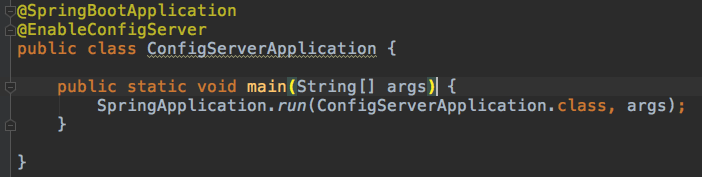 @SpringBootApplication
@EnableConfigServer
public class ConfigServerApplication {
public static void main(String[] args) {
SpringApplication.run(ConfigServerApplication.class, args);
}
}